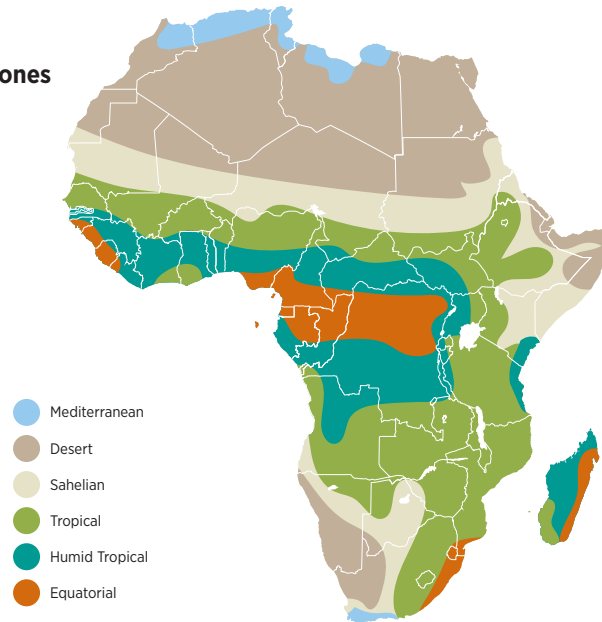 ones
Mediterranean
Desert
Sahelian
Tropical
Humid Tropical
Equatorial